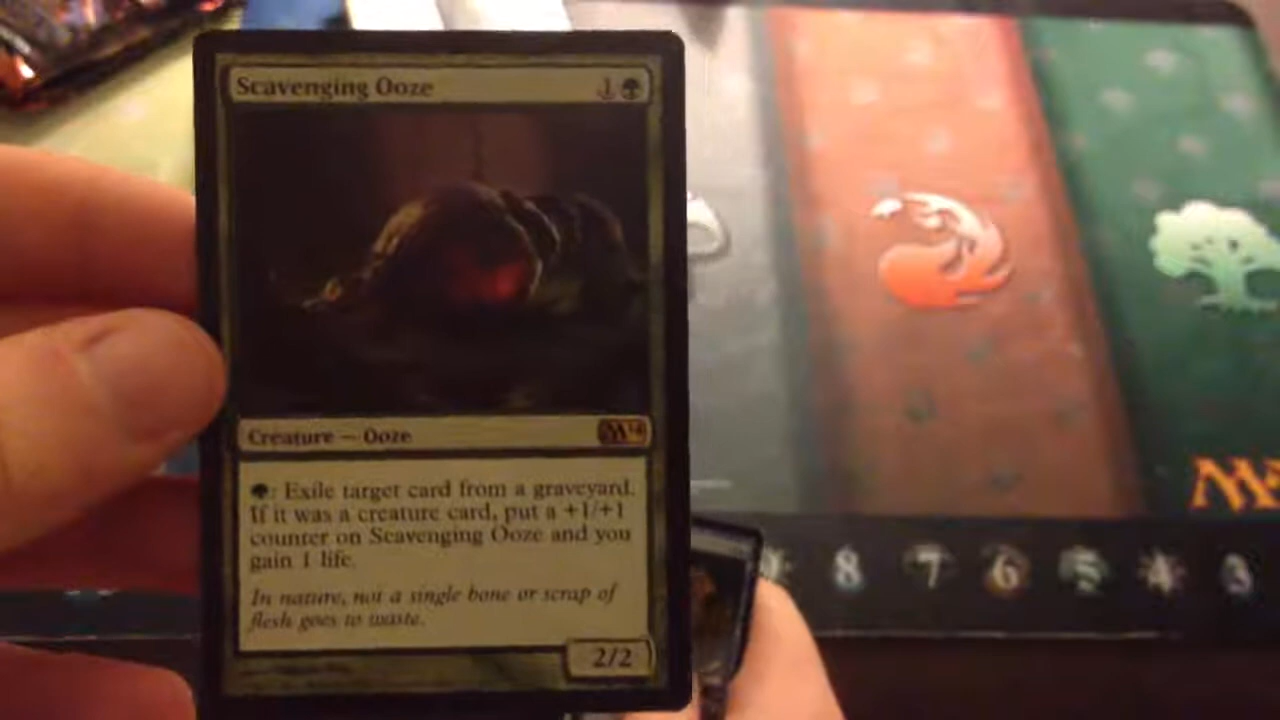 Scavenging Ooze 1
Creature — Ooze M14
: Exile target card from a graveyard.
If it was a creature card, put a +1/+1
counter on Scavenging Ooze and you
gain 1 life.
In nature, not a single bone or scrap of
flesh goes to waste.
2/2
8 7 6 5 4 3